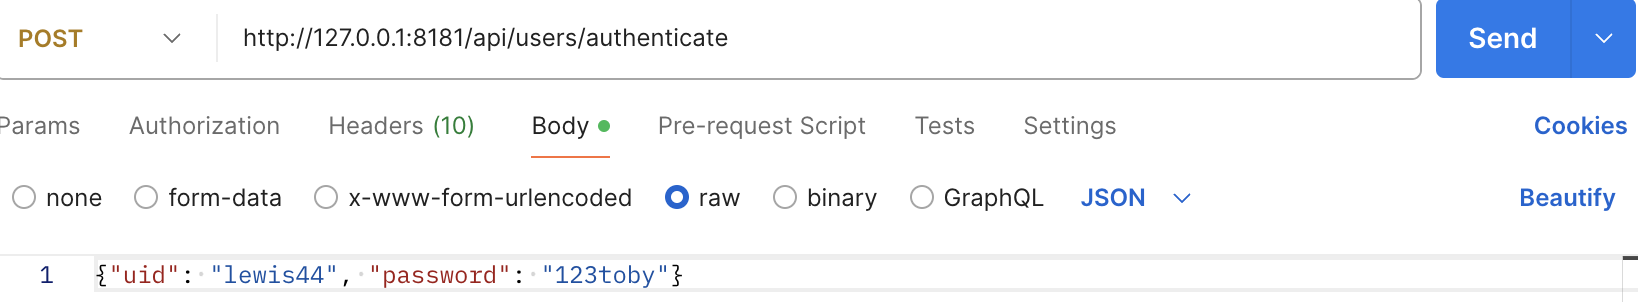 POST http://127.0.0.1:8181/api/users/authenticate Send
Params Authorization Headers (10) Body Pre-request Script Tests Settings Cookies
none form-data x-www-form-urlencoded raw binary GraphQL JSON Beautify
1 {"uid": "lewis44", "password": "123toby"}